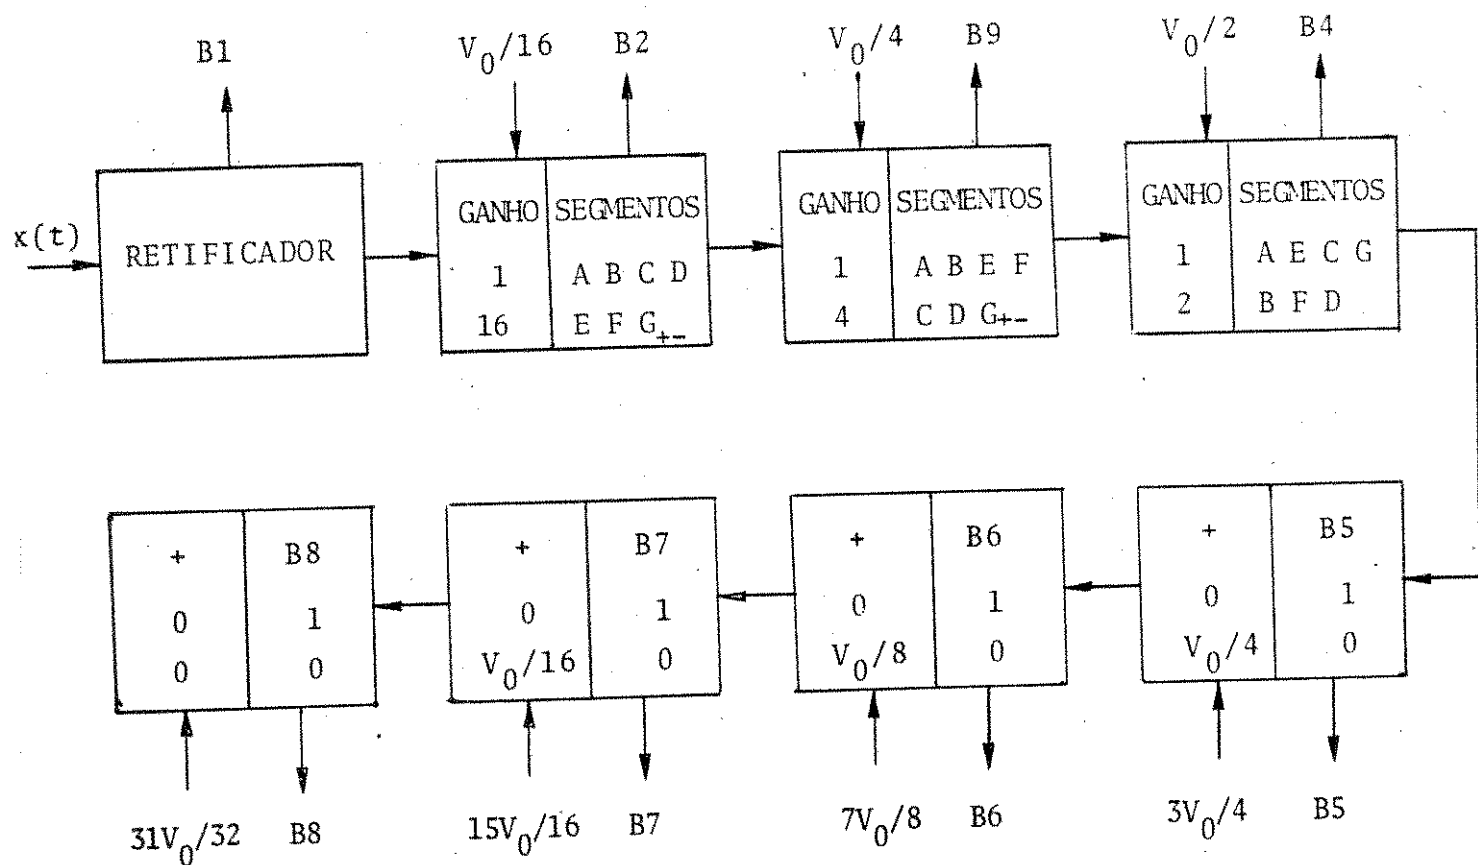 B1
V0/16 B2
V0/4 B9
V0/2 B4
x(t)
RETIFICADOR
GANHO SEGMENTOS
1 A B C D
16 E F G+-
GANHO SEGMENTOS
1 A B E F
4 C D G+-
GANHO SEGMENTOS
1 A E C G
2 B F D
+ B8
0 1
0 0
+ B7
0 1
V0/16 0
+ B6
0 1
V0/8 0
+ B5
0 1
V0/4 0
31V0/32 B8
15V0/16 B7
7V0/8 B6
3V0/4 B5